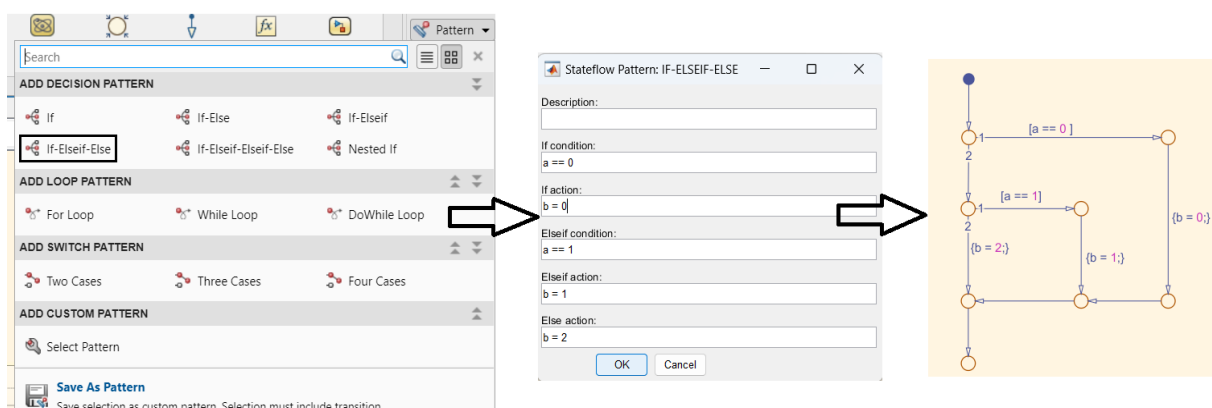 fx
Pattern
Search
ADD DECISION PATTERN
If
If-Else
If-Elseif
If-Elseif-Else
If-Elseif-Elseif-Else
Nested If
ADD LOOP PATTERN
For Loop
While Loop
DoWhile Loop
ADD SWITCH PATTERN
Two Cases
Three Cases
Four Cases
ADD CUSTOM PATTERN
Select Pattern
Save As Pattern
Save selection as custom pattern. Selection must include transition
Stateflow Pattern: IF-ELSEIF-ELSE
Description:
If condition:
a == 0
If action:
b = 0
Elseif condition:
a == 1
Elseif action:
b = 1
Else action:
b = 2
OK
Cancel
1
[a == 0 ]
2
1
[a == 1]
2
{b = 0;}
{b = 2;}
{b = 1;}